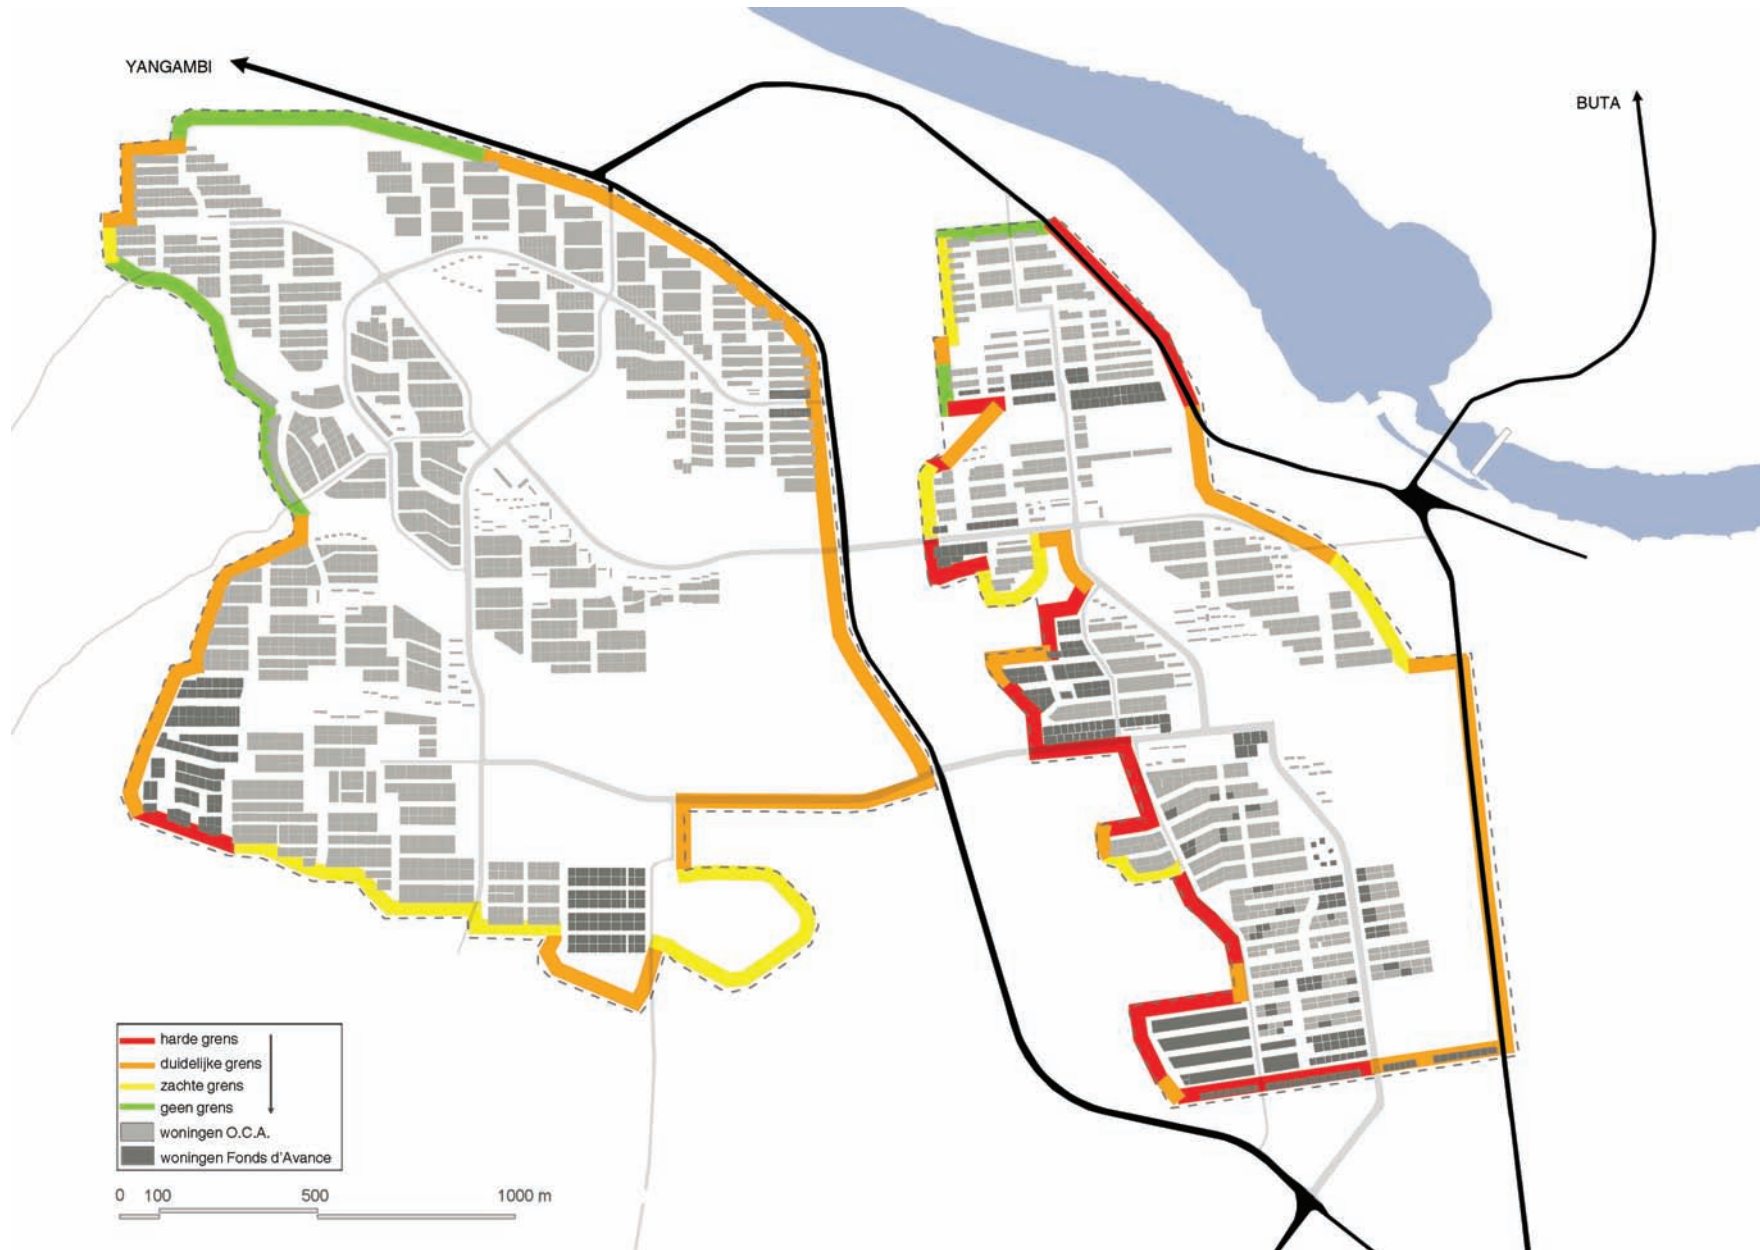 YANGAMBI
BUTA
harde grens
duidelijke grens
zachte grens
geen grens
woningen O.C.A.
woningen Fonds d'Avance
0 100 500 1000 m